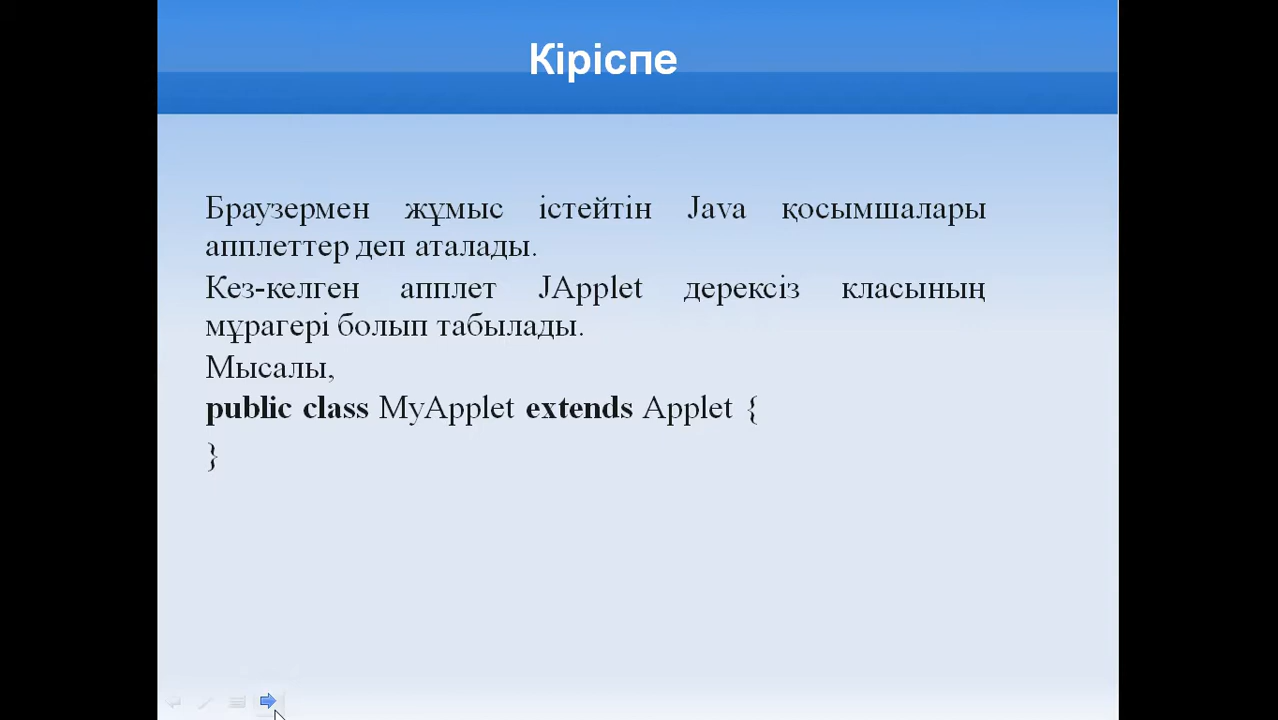 Кіріспе
Браузермен жұмыс істейтін Java қосымшалары
апплеттер деп аталады.
Кез-келген апплет JApplet дерексіз класының
мұрагері болып табылады.
Мысалы,
public class MyApplet extends Applet {
}